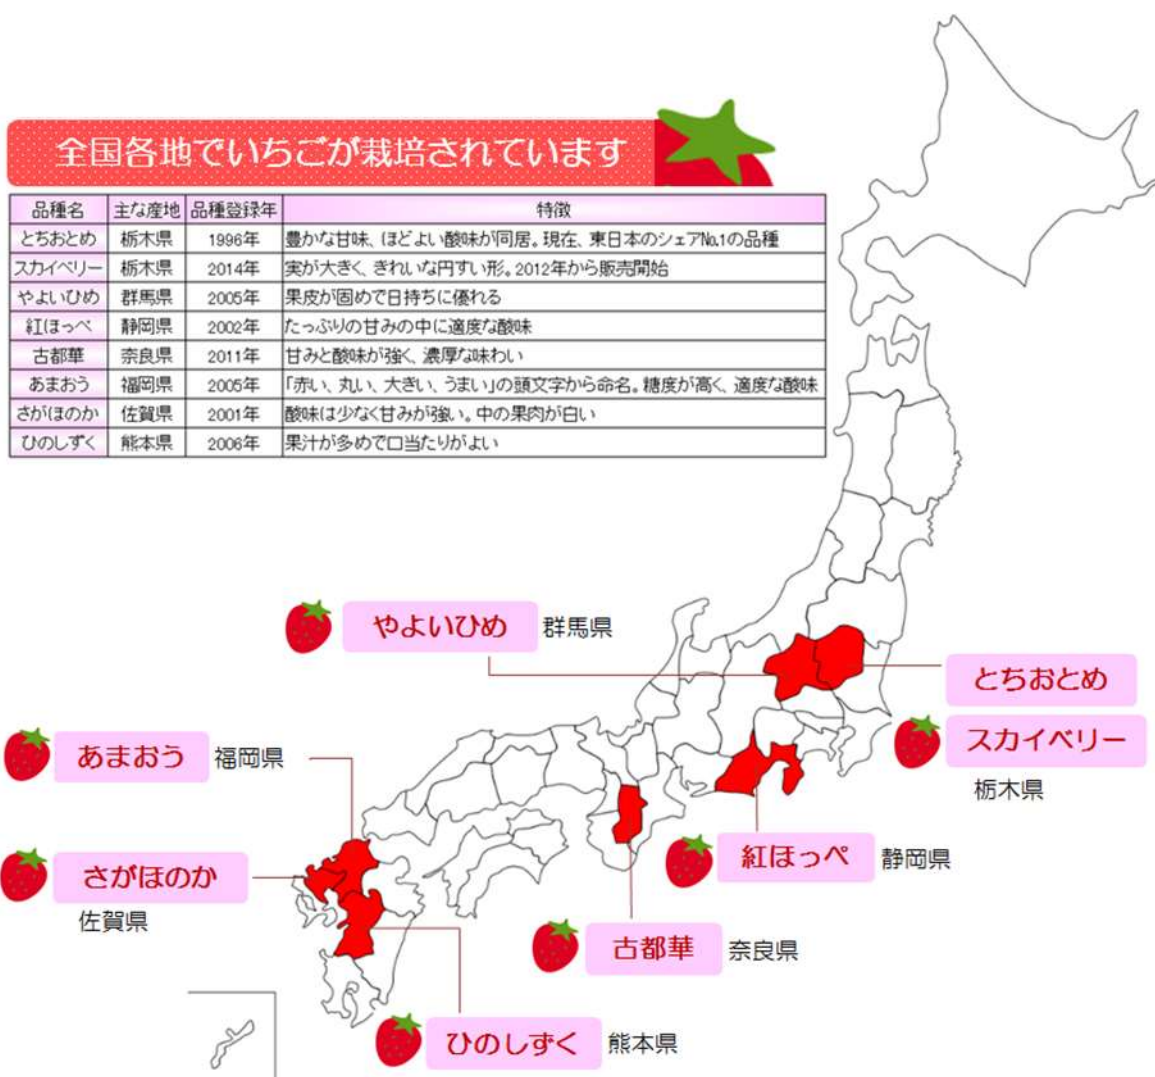 全国各地でいちごが栽培されています
品種名 主な産地 品種登録年 特徴
とちおとめ 栃木県 1996年 豊かな甘味、ほどよい酸味が同居。現在、東日本のシェア№1の品種
スカイベリー 栃木県 2014年 実が大きく、きれいな円すい形。2012年から販売開始
やよいひめ 群馬県 2005年 果皮が固めで日持ちに優れる
紅ほっぺ 静岡県 2002年 たっぷりの甘みの中に適度な酸味
古都華 奈良県 2011年 甘みと酸味が強く、濃厚な味わい
あまおう 福岡県 2005年 「赤い、丸い、大きい、うまい」の頭文字から命名。糖度が高く、適度な酸味
さがほのか 佐賀県 2001年 酸味は少なく甘みが強い。中の果肉が白い
ひのしずく 熊本県 2006年 果汁が多めで口当たりがよい
やよいひめ 群馬県
とちおとめ
スカイベリー
栃木県
あまおう 福岡県
紅ほっぺ 静岡県
さがほのか
佐賀県
古都華 奈良県
ひのしずく 熊本県